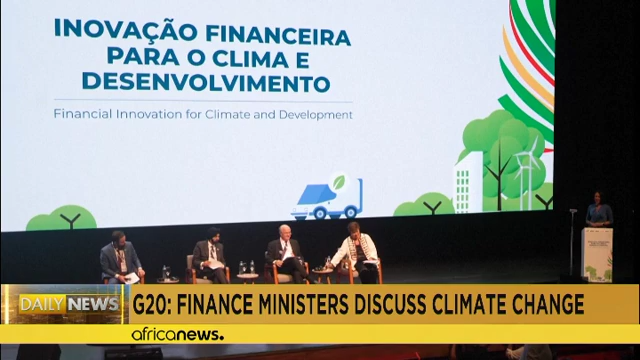 INOVAÇÃO FINANCEIRA
PARA O CLIMA E
DESENVOLVIMENTO
Financial Innovation for Climate and Development
DAILY NEWS
G20: FINANCE MINISTERS DISCUSS CLIMATE CHANGE
africanews.